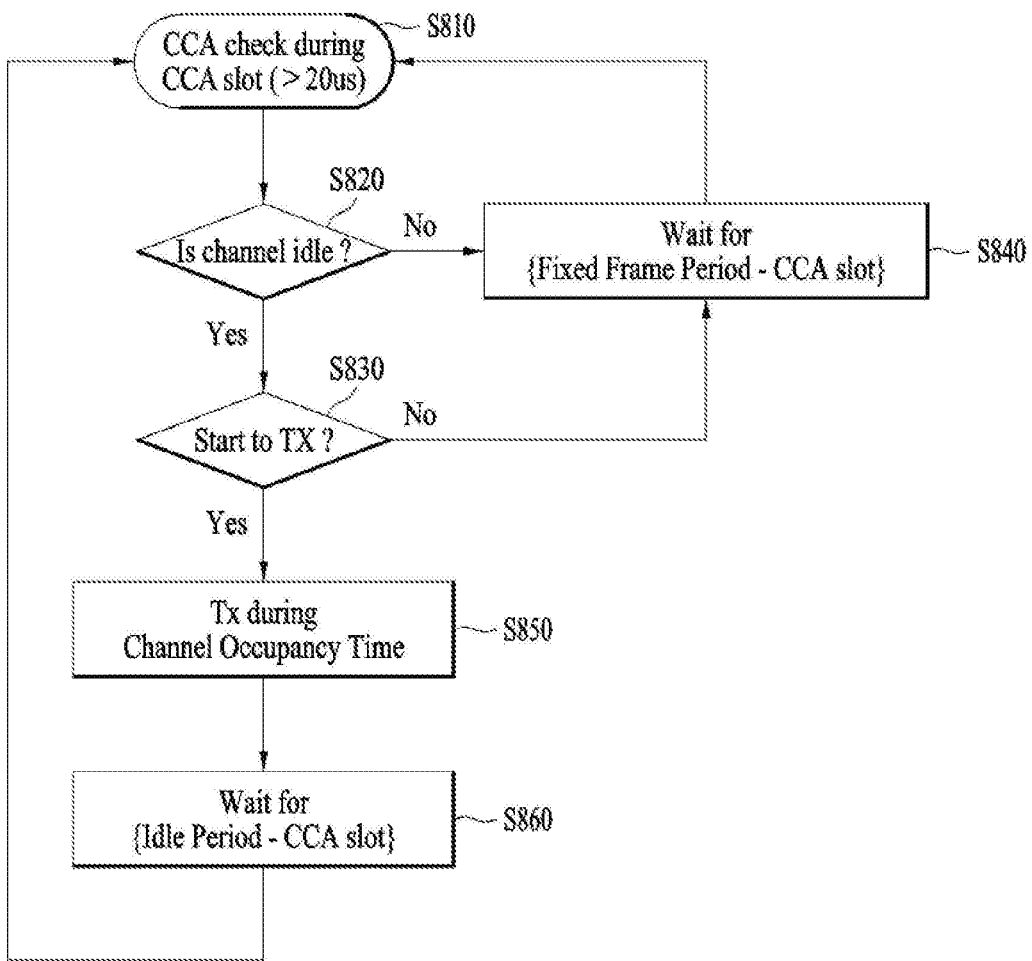 S810
CCA check during
CCA slot (> 20us)
S820
Is channel idle ?
No
Wait for
{Fixed Frame Period - CCA slot}
S840
Yes
S830
Start to TX ?
No
Yes
Tx during
Channel Occupancy Time
S850
Wait for
{Idle Period - CCA slot}
S860